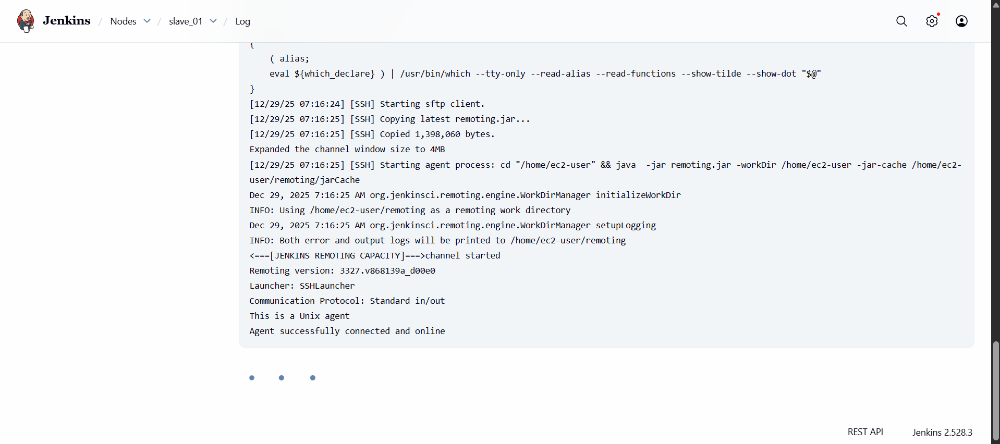 Jenkins / Nodes / slave_01 / Log
{
( alias;
eval ${which_declare} ) | /usr/bin/which --tty-only --read-alias --read-functions --show-tilde --show-dot "$@"
}
[12/29/25 07:16:24] [SSH] Starting sftp client.
[12/29/25 07:16:25] [SSH] Copying latest remoting.jar...
[12/29/25 07:16:25] [SSH] Copied 1,398,060 bytes.
Expanded the channel window size to 4MB
[12/29/25 07:16:25] [SSH] Starting agent process: cd "/home/ec2-user" && java  -jar remoting.jar -workDir /home/ec2-user -jar-cache /home/ec2-
user/remoting/jarCache
Dec 29, 2025 7:16:25 AM org.jenkinsci.remoting.engine.WorkDirManager initializeWorkDir
INFO: Using /home/ec2-user/remoting as a remoting work directory
Dec 29, 2025 7:16:25 AM org.jenkinsci.remoting.engine.WorkDirManager setupLogging
INFO: Both error and output logs will be printed to /home/ec2-user/remoting
<===[JENKINS REMOTING CAPACITY]===>channel started
Remoting version: 3327.v868139a_d00e0
Launcher: SSHLauncher
Communication Protocol: Standard in/out
This is a Unix agent
Agent successfully connected and online
REST API Jenkins 2.528.3